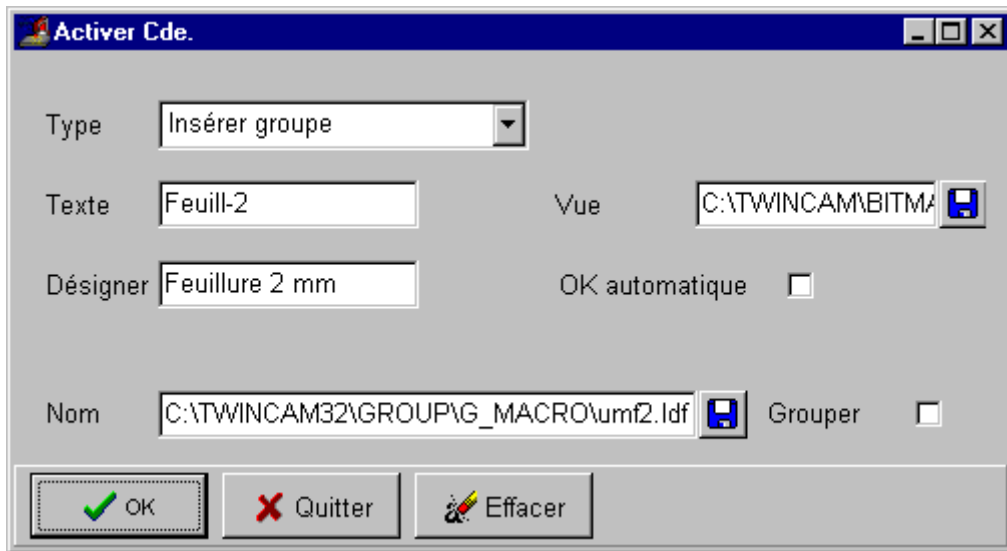 Activer Cde.
Type Insérer groupe
Texte Feuill-2 Vue C:\TWINCAM\BITMA
Désigner Feuillure 2 mm OK automatique
Nom C:\TWINCAM32\GROUP\G_MACRO\umf2.ldf Grouper
OK Quitter Effacer